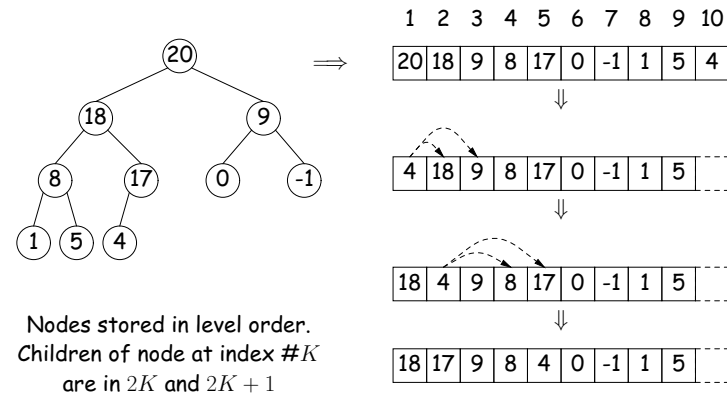 1 2 3 4 5 6 7 8 9 10
20 ⟹ 20 18 9 8 17 0 -1 1 5 4
⇓
18 9
4 18 9 8 17 0 -1 1 5
8 17 0 -1
⇓
1 5 4
18 4 9 8 17 0 -1 1 5
⇓
18 17 9 8 4 0 -1 1 5
Nodes stored in level order.
Children of node at index #K
are in 2K and 2K + 1